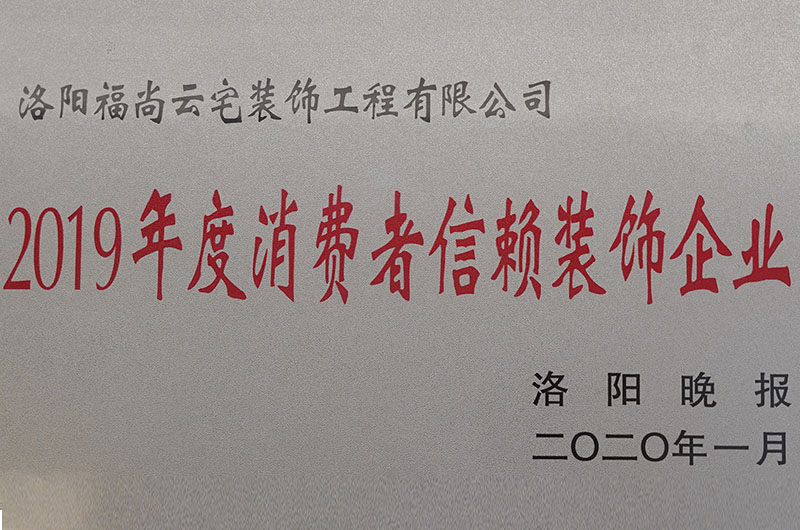 洛阳福尚云宅装饰工程有限公司
2019年度消费者信赖装饰企业
洛阳晚报
二〇二〇年一月